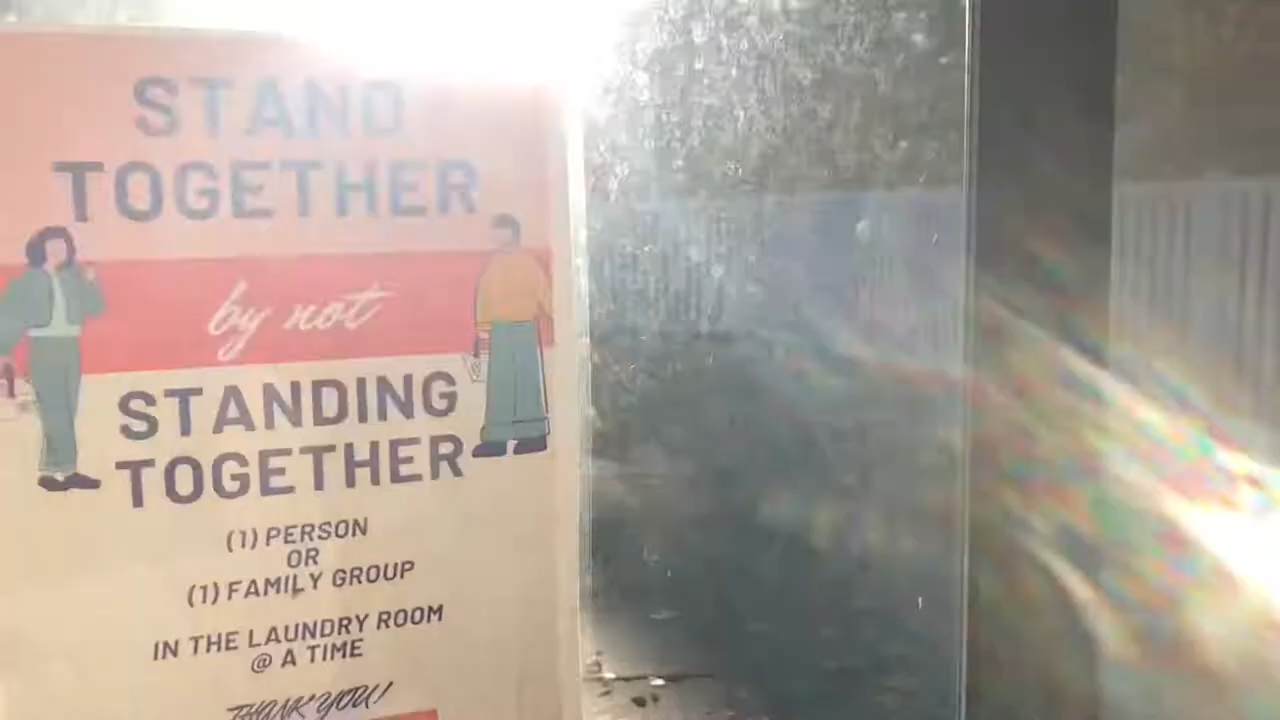 STAND
TOGETHER
by not
STANDING
TOGETHER
(1) PERSON
OR
(1) FAMILY GROUP
IN THE LAUNDRY ROOM
@ A TIME
THANK YOU!